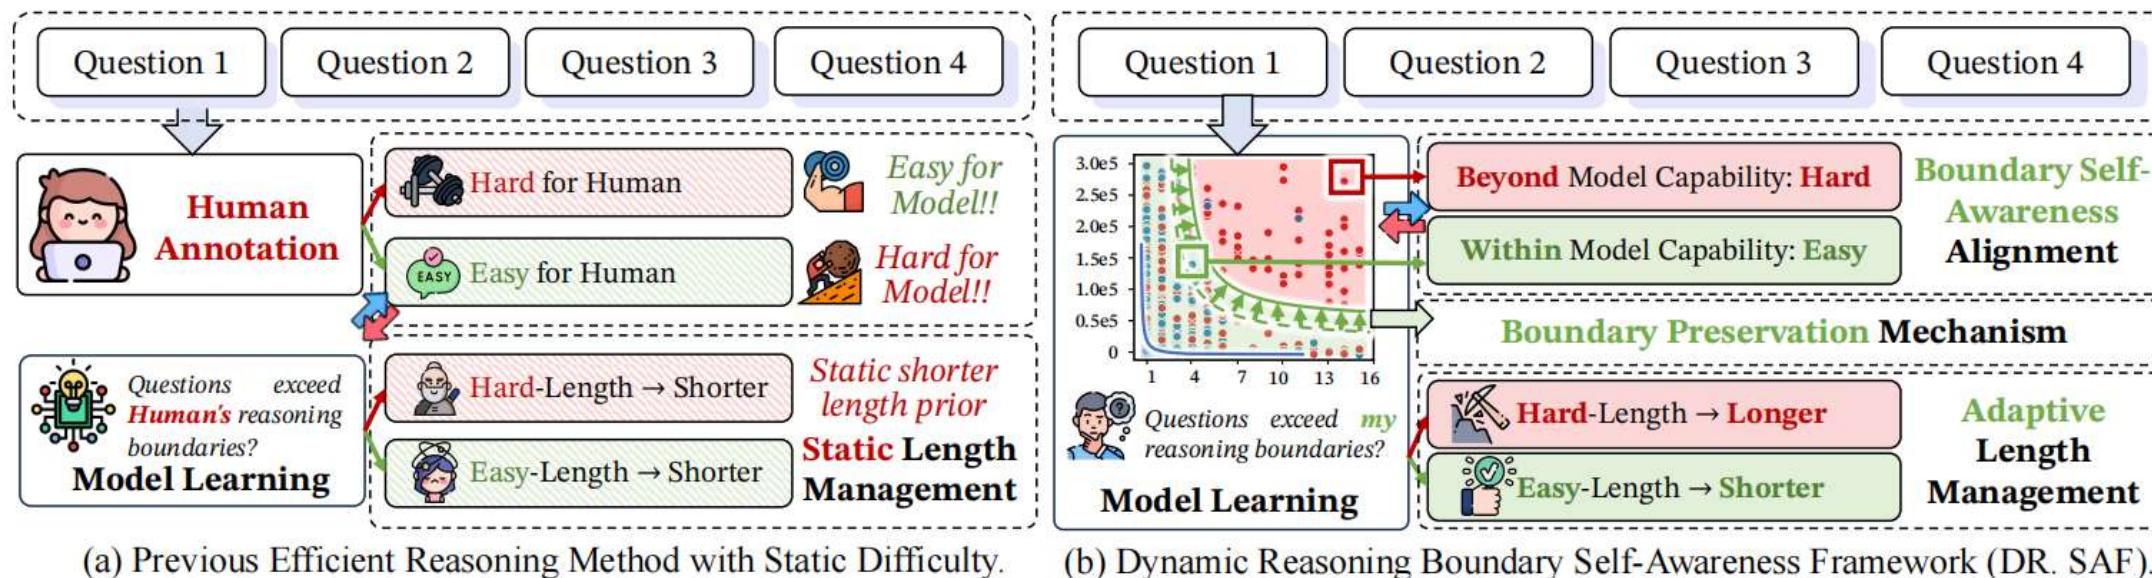 Question 1
Question 2
Question 3
Question 4
Human
Annotation
Hard for Human
Easy for
Model!!
EASY
Easy for Human
Hard for
Model!!
Questions exceed
Human's reasoning
boundaries?
Model Learning
Hard-Length → Shorter
Easy-Length → Shorter
Static shorter
length prior
Static Length
Management
(a) Previous Efficient Reasoning Method with Static Difficulty.
Question 1
Question 2
Question 3
Question 4
3.0e5
2.5e5
2.0e5
1.5e5
1.0e5
0.5e5
0
1 4 7 10 13 16
Questions exceed my
reasoning boundaries?
Model Learning
Beyond Model Capability: Hard
Within Model Capability: Easy
Boundary Self-
Awareness
Alignment
Boundary Preservation Mechanism
Hard-Length → Longer
Easy-Length → Shorter
Adaptive
Length
Management
(b) Dynamic Reasoning Boundary Self-Awareness Framework (DR. SAF)